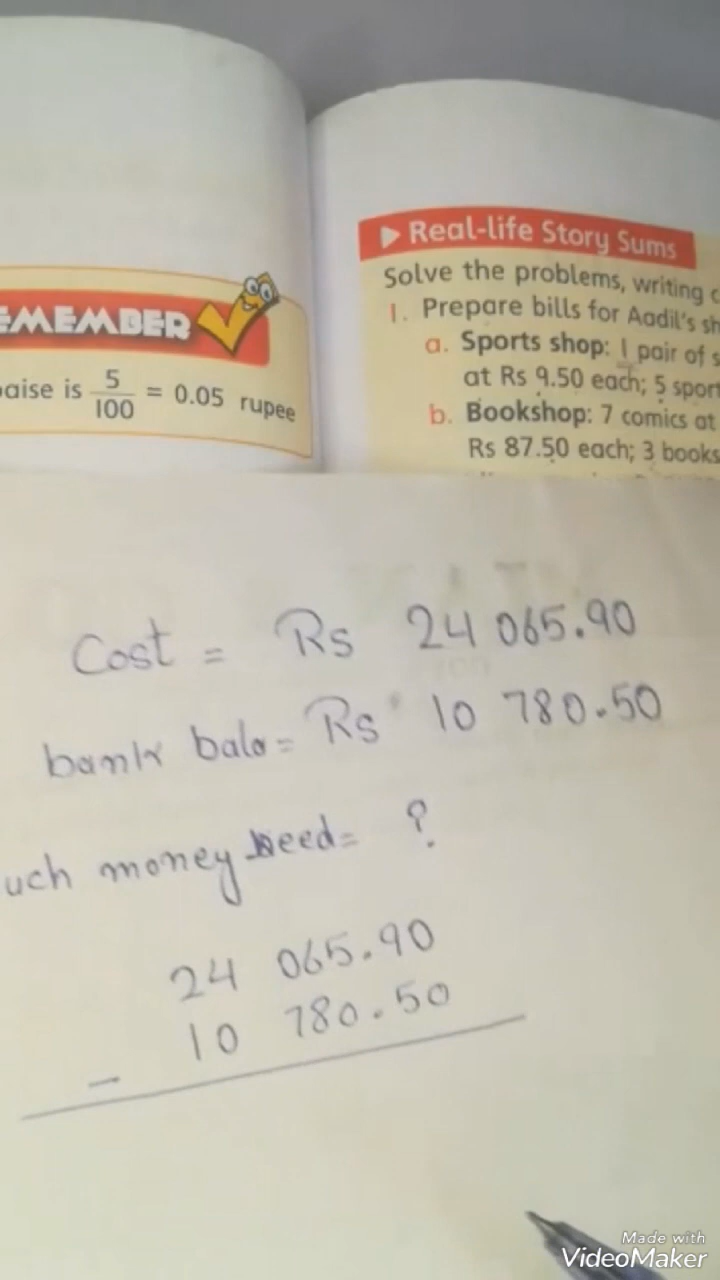 EMEMBER
paise is 5/100 = 0.05 rupee
Real-life Story Sums
Solve the problems, writing
1. Prepare bills for Aadil's sh
a. Sports shop: 1 pair of s
at Rs 9.50 each; 5 sport
b. Bookshop: 7 comics at
Rs 87.50 each; 3 books
Cost = Rs 24 065.90
bank bala = Rs 10 780.50
uch money need = ?
24 065.90
10 780.50
−
Made with
VideoMaker